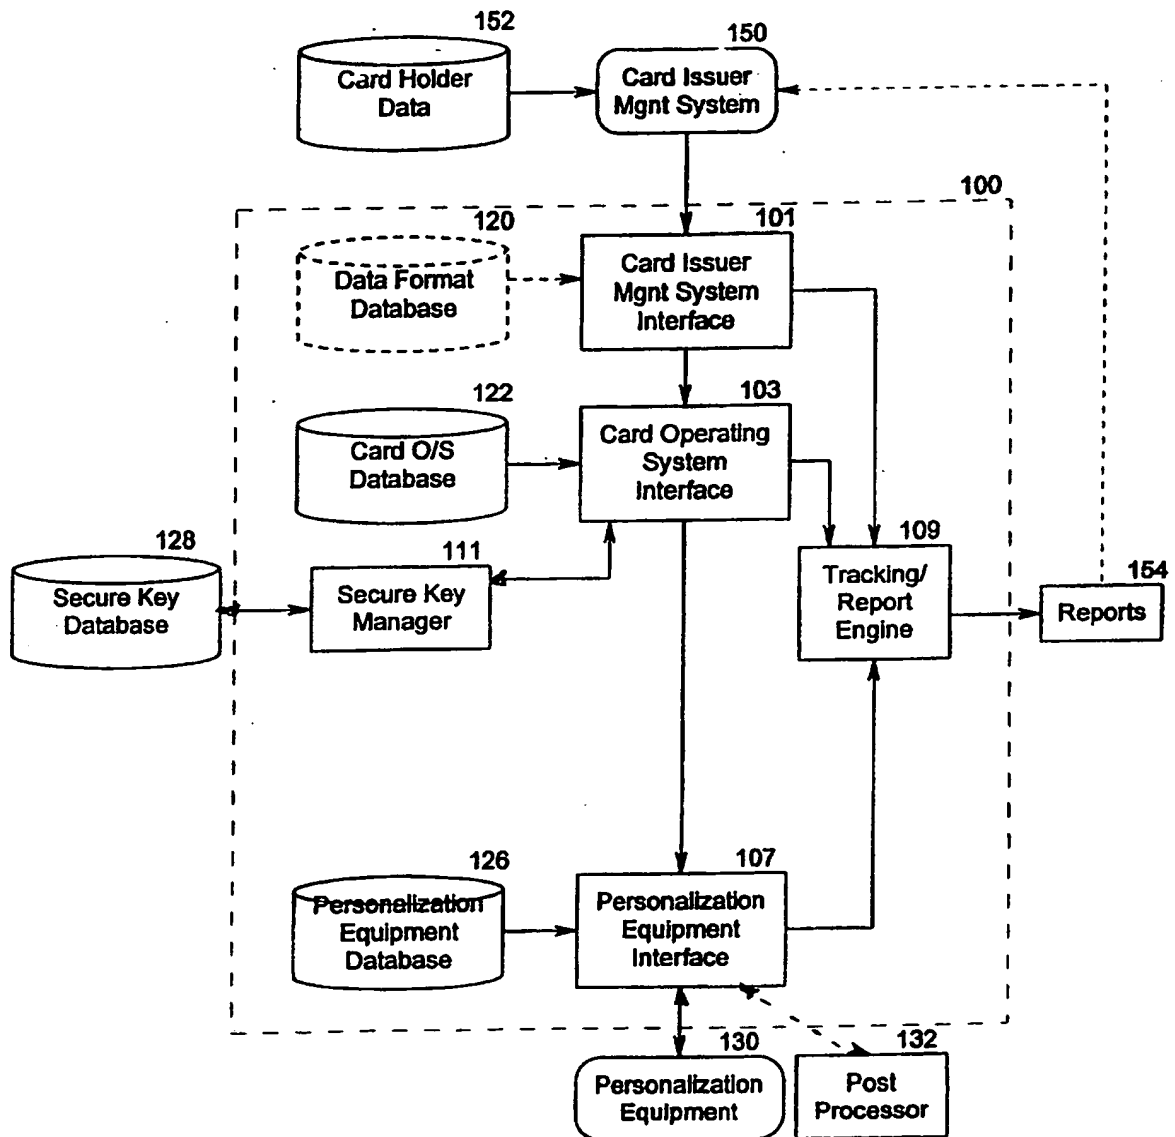 152
Card Holder
Data
150
Card Issuer
Mgnt System
100
120
Data Format
Database
101
Card Issuer
Mgnt System
Interface
122
Card O/S
Database
103
Card Operating
System
Interface
128
Secure Key
Database
111
Secure Key
Manager
109
Tracking/
Report
Engine
154
Reports
126
Personalization
Equipment
Database
107
Personalization
Equipment
Interface
130
Personalization
Equipment
132
Post
Processor